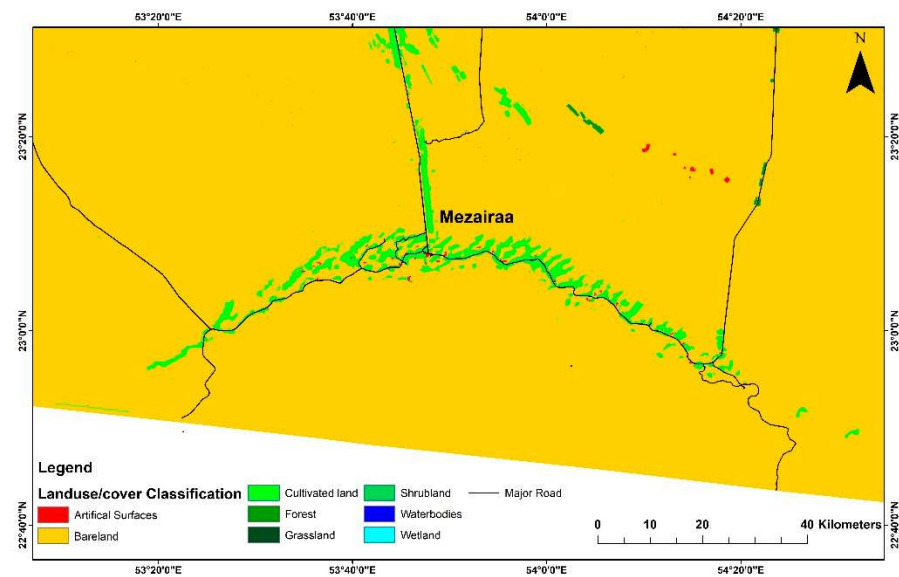 53°20'0"E 53°40'0"E 54°0'0"E 54°20'0"E
N
23°20'0"N 23°20'0"N
Mezairaa
23°0'0"N 23°0'0"N
Legend
Landuse/cover Classification
Artifical Surfaces
Bareland
Cultivated land
Forest
Grassland
Shrubland
Waterbodies
Wetland
Major Road
0 10 20 40 Kilometers
22°40'0"N 22°40'0"N
53°20'0"E 53°40'0"E 54°0'0"E 54°20'0"E